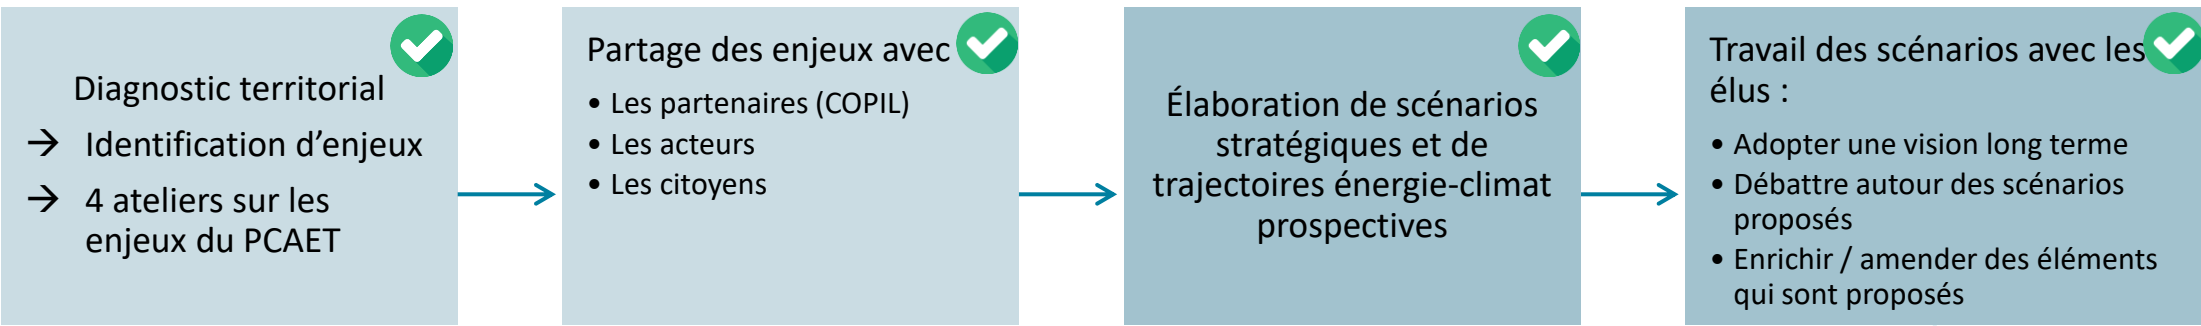 Diagnostic territorial
→ Identification d’enjeux
→ 4 ateliers sur les
enjeux du PCAET
Partage des enjeux avec
• Les partenaires (COPIL)
• Les acteurs
• Les citoyens
Élaboration de scénarios
stratégiques et de
trajectoires énergie-climat
prospectives
Travail des scénarios avec les
élus :
• Adopter une vision long terme
• Débattre autour des scénarios
proposés
• Enrichir / amender des éléments
qui sont proposés